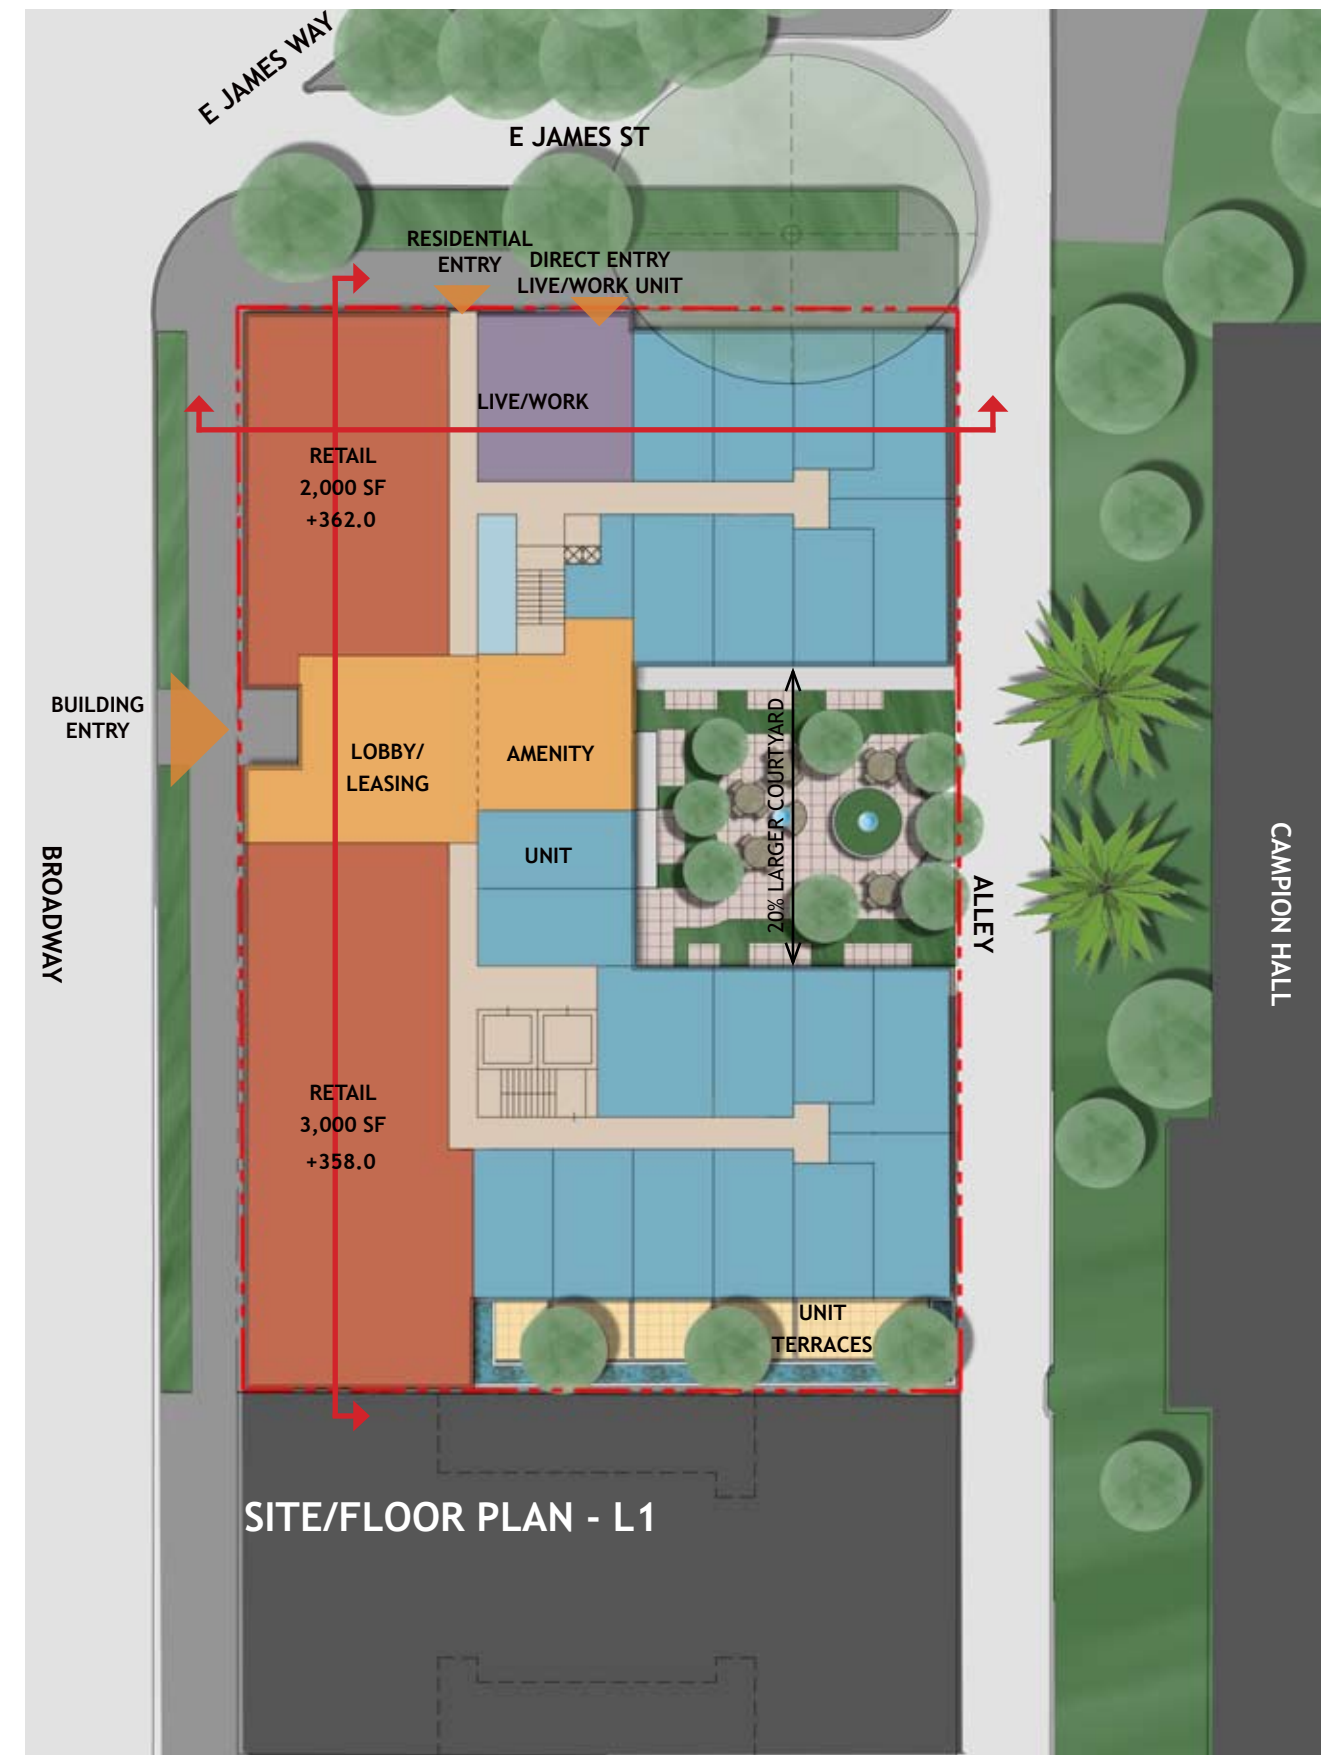 E JAMES WAY
E JAMES ST
RESIDENTIAL
ENTRY
DIRECT ENTRY
LIVE/WORK UNIT
LIVE/WORK
RETAIL
2,000 SF
+362.0
BUILDING
ENTRY
LOBBY/
LEASING
AMENITY
20% LARGER COURTYARD
UNIT
BROADWAY
ALLEY
CAMPION HALL
RETAIL
3,000 SF
+358.0
UNIT
TERRACES
SITE/FLOOR PLAN - L1